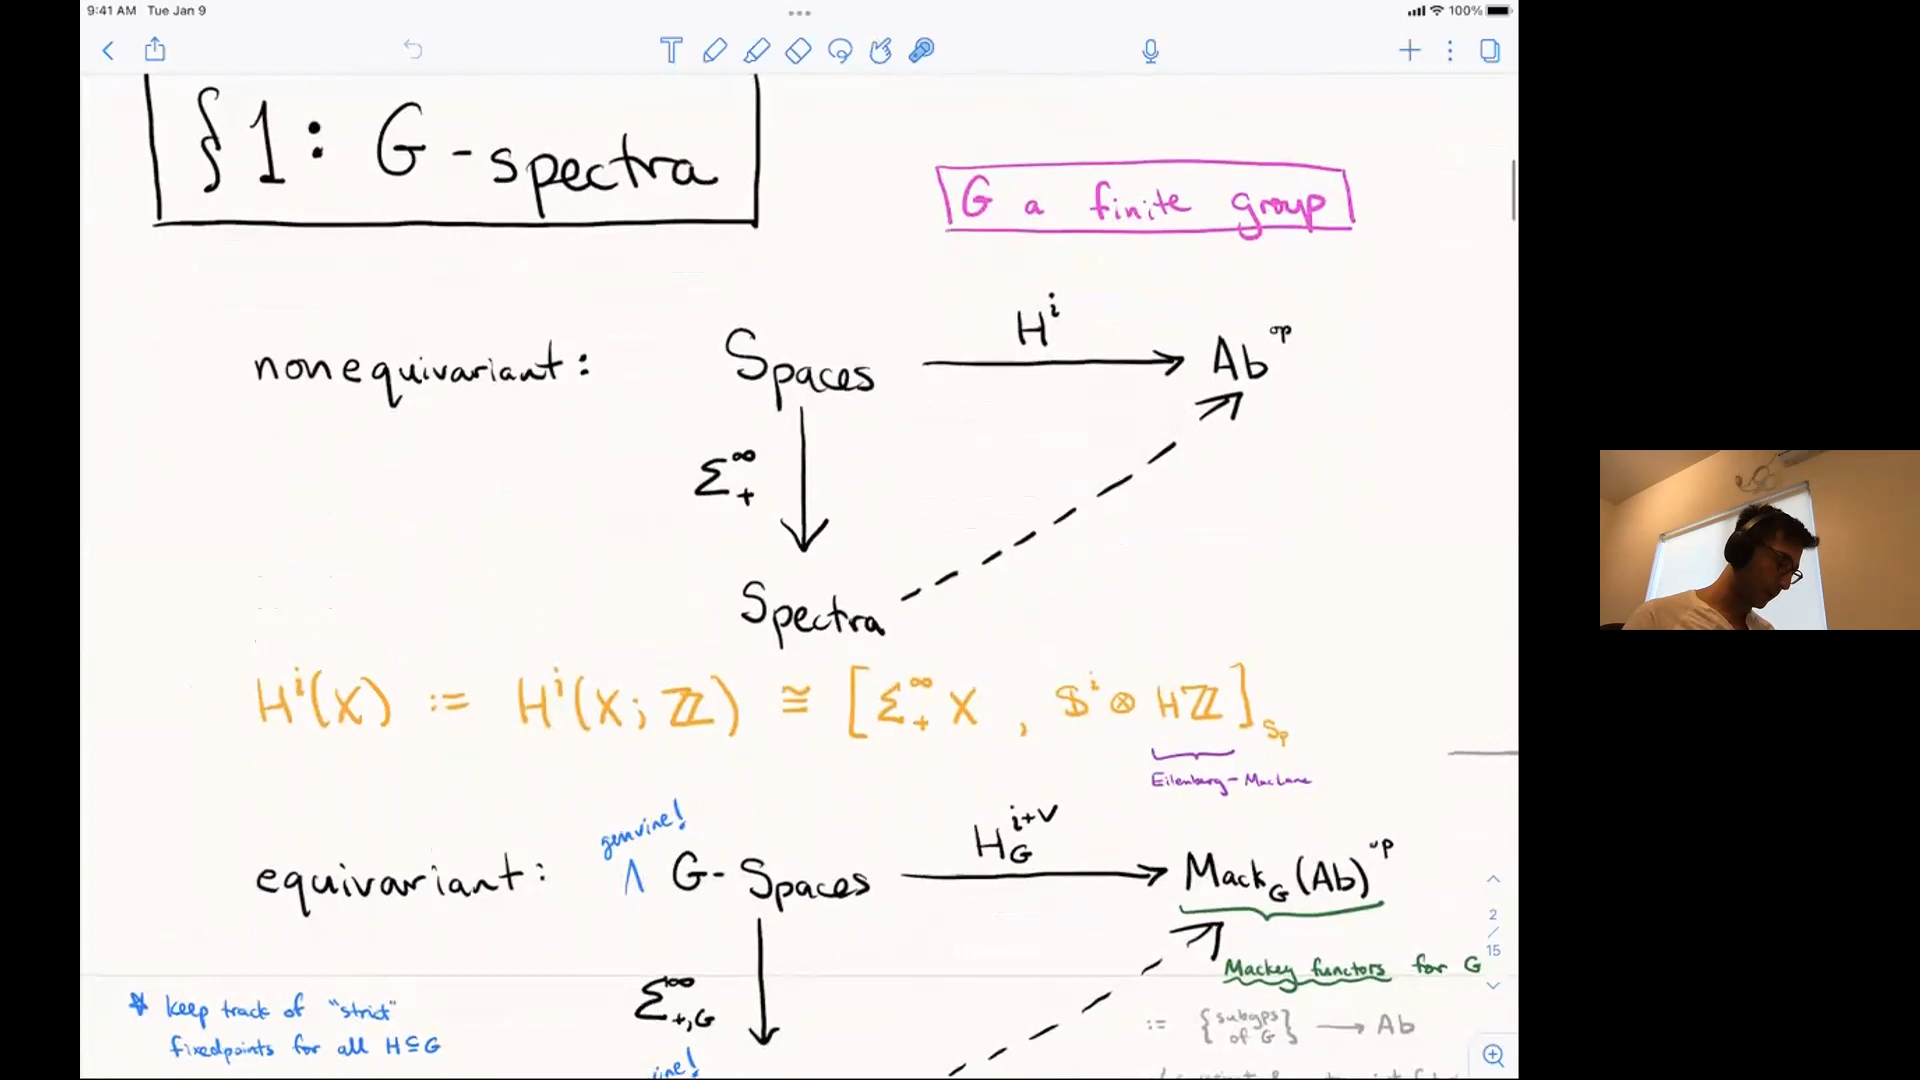 9:41 AM Tue Jan 9
100%
§1: G-spectra
G a finite group
nonequivariant: Spaces H^i Ab^op
Σ^∞_+
Spectra
H^i(X) := H^i(X; ℤ) ≅ [Σ^∞_+ X, 𝕊^i ⊗ Hℤ]_Sp
Eilenberg-MacLane
genuine!
equivariant: ∧ G-Spaces H_G^{i+V} Mack_G(Ab)^op
Mackey functors for G
Σ^∞_{+,G}
* keep track of "strict"
fixedpoints for all H⊆G
:= {subgps of G} → Ab
2
/
15